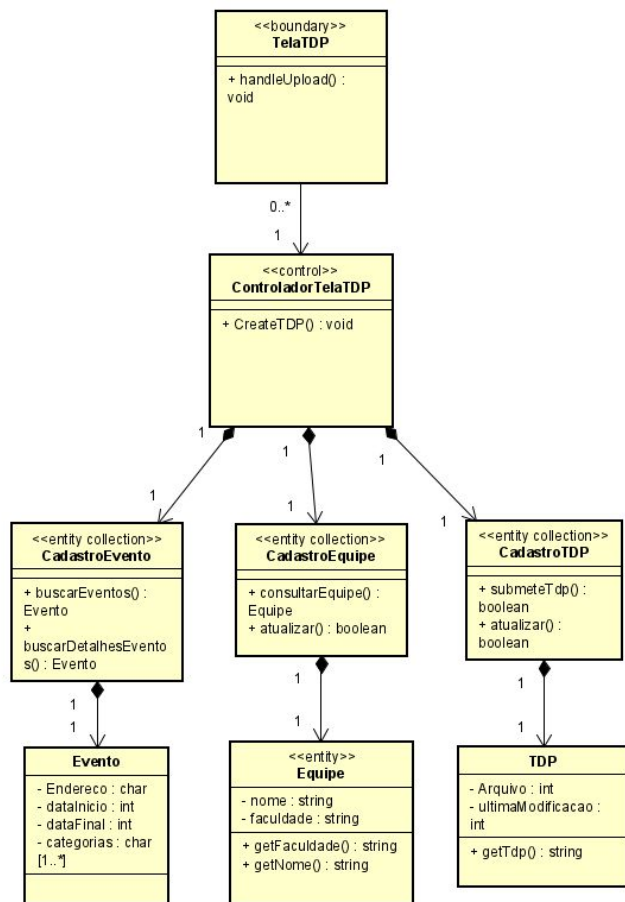 <<boundary>>
TelaTDP
+ handleUpload() :
void
0..*
1
<<control>>
ControladorTelaTDP
+ CreateTDP() : void
1
1
1
1
1
1
<<entity collection>>
CadastroEvento
+ buscarEventos() :
Evento
+
buscarDetalhesEvento
s() : Evento
<<entity collection>>
CadastroEquipe
+ consultarEquipe() :
Equipe
+ atualizar() : boolean
<<entity collection>>
CadastroTDP
+ submeteTdp() :
boolean
+ atualizar() :
boolean
1
1
1
1
1
1
Evento
- Endereco : char
- dataInicio : int
- dataFinal : int
- categorias : char
[1..*]
<<entity>>
Equipe
- nome : string
- faculdade : string
+ getFaculdade() : string
+ getNome() : string
TDP
- Arquivo : int
- ultimaModificacao :
int
+ getTdp() : string